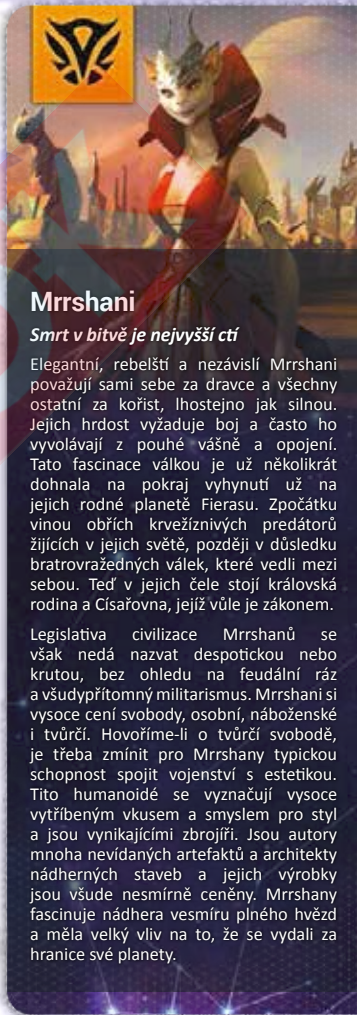 Mrrshani
Smrt v bitvě je nejvyšší ctí
Elegantní, rebelští a nezávislí Mrrshani
považují sami sebe za dravce a všechny
ostatní za kořist, lhostejno jak silnou.
Jejich hrdost vyžaduje boj a často ho
vyvolávají z pouhé vášně a opojení.
Tato fascinace válkou je už několikrát
dohnala na pokraj vyhynutí už na
jejich rodné planetě Fierasu. Zpočátku
vinou obřích krvežíznivých predátorů
žijících v jejich světě, později v důsledku
bratrovražedných válek, které vedli mezi
sebou. Teď v jejich čele stojí královská
rodina a Císařovna, jejíž vůle je zákonem.
Legislativa civilizace Mrrshanů se
však nedá nazvat despotickou nebo
krutou, bez ohledu na feudální ráz
a všudypřítomný militarismus. Mrrshani si
vysoce cení svobody, osobní, náboženské
i tvůrčí. Hovoříme-li o tvůrčí svobodě,
je třeba zmínit pro Mrrshany typickou
schopnost spojit vojenství s estetikou.
Tito humanoidé se vyznačují vysoce
vytříbeným vkusem a smyslem pro styl
a jsou vynikajícími zbrojíři. Jsou autory
mnoha nevídaných artefaktů a architekty
nádherných staveb a jejich výrobky
jsou všude nesmírně ceněny. Mrrshany
fascinuje nádhera vesmíru plného hvězd
a měla velký vliv na to, že se vydali za
hranice své planety.